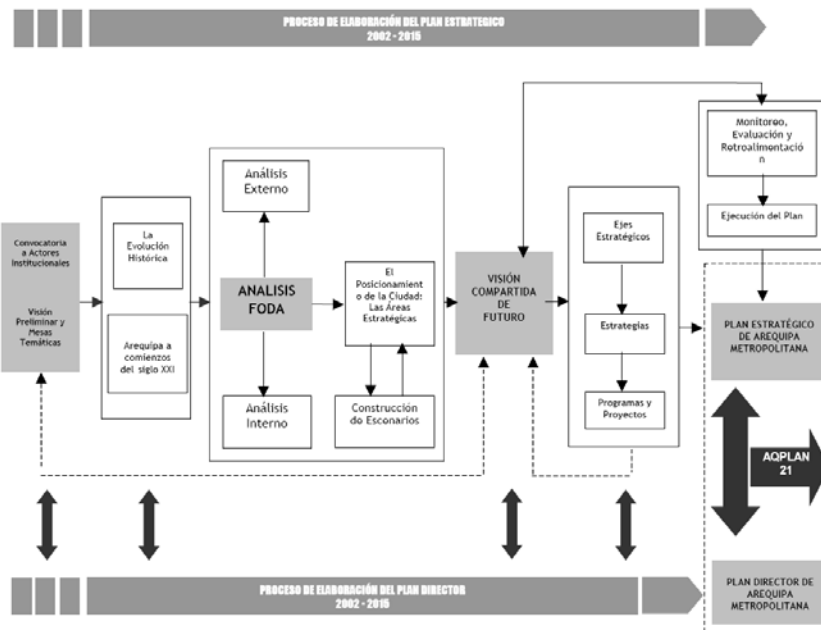 PROCESO DE ELABORACIÓN DEL PLAN ESTRATEGICO
2002 - 2015
Convocatoria
a Actores
Institucionales
Visión
Preliminar y
Mesas
Temáticas
La
Evolución
Histórica
Arequipa a
comienzos
del siglo XXI
Análisis
Externo
ANALISIS
FODA
Análisis
Interno
El
Posicionamient
o de la Ciudad:
Las Áreas
Estratégicas
Construcción
de Escenarios
VISIÓN
COMPARTIDA
DE
FUTURO
Ejes
Estratégicos
Estrategias
Programas y
Proyectos
Monitoreo,
Evaluación y
Retroalimentació
n
Ejecución del Plan
PLAN ESTRATÉGICO
DE AREQUIPA
METROPOLITANA
AQPLAN
21
PLAN DIRECTOR DE
AREQUIPA
METROPOLITANA
PROCESO DE ELABORACIÓN DEL PLAN DIRECTOR
2002 - 2015